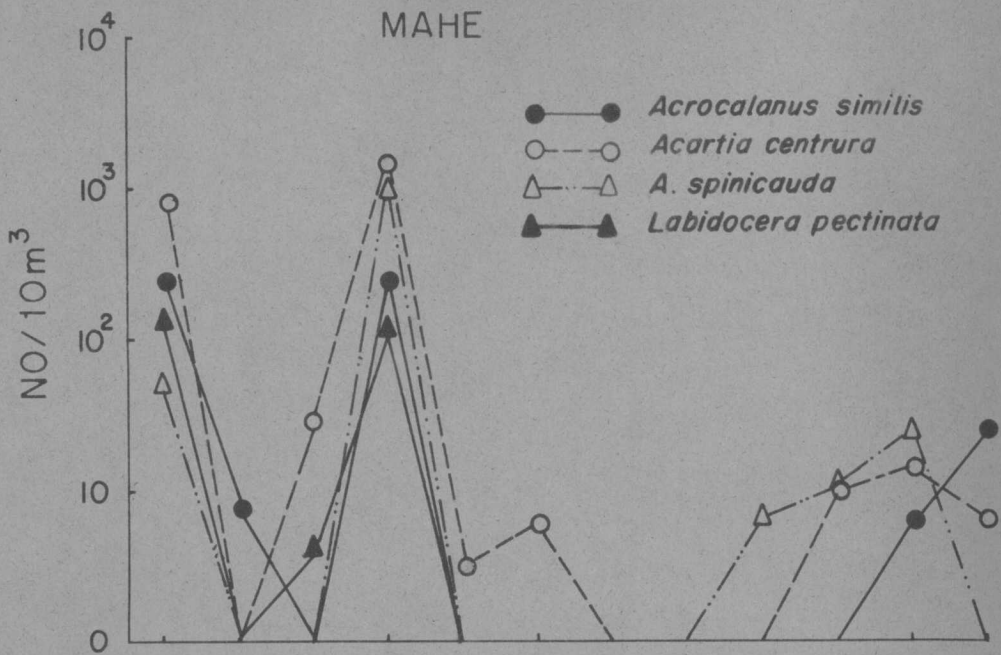 MAHE
10⁴
10³
10²
10
0
NO/10m³
Acrocalanus similis
Acartia centrura
A. spinicauda
Labidocera pectinata